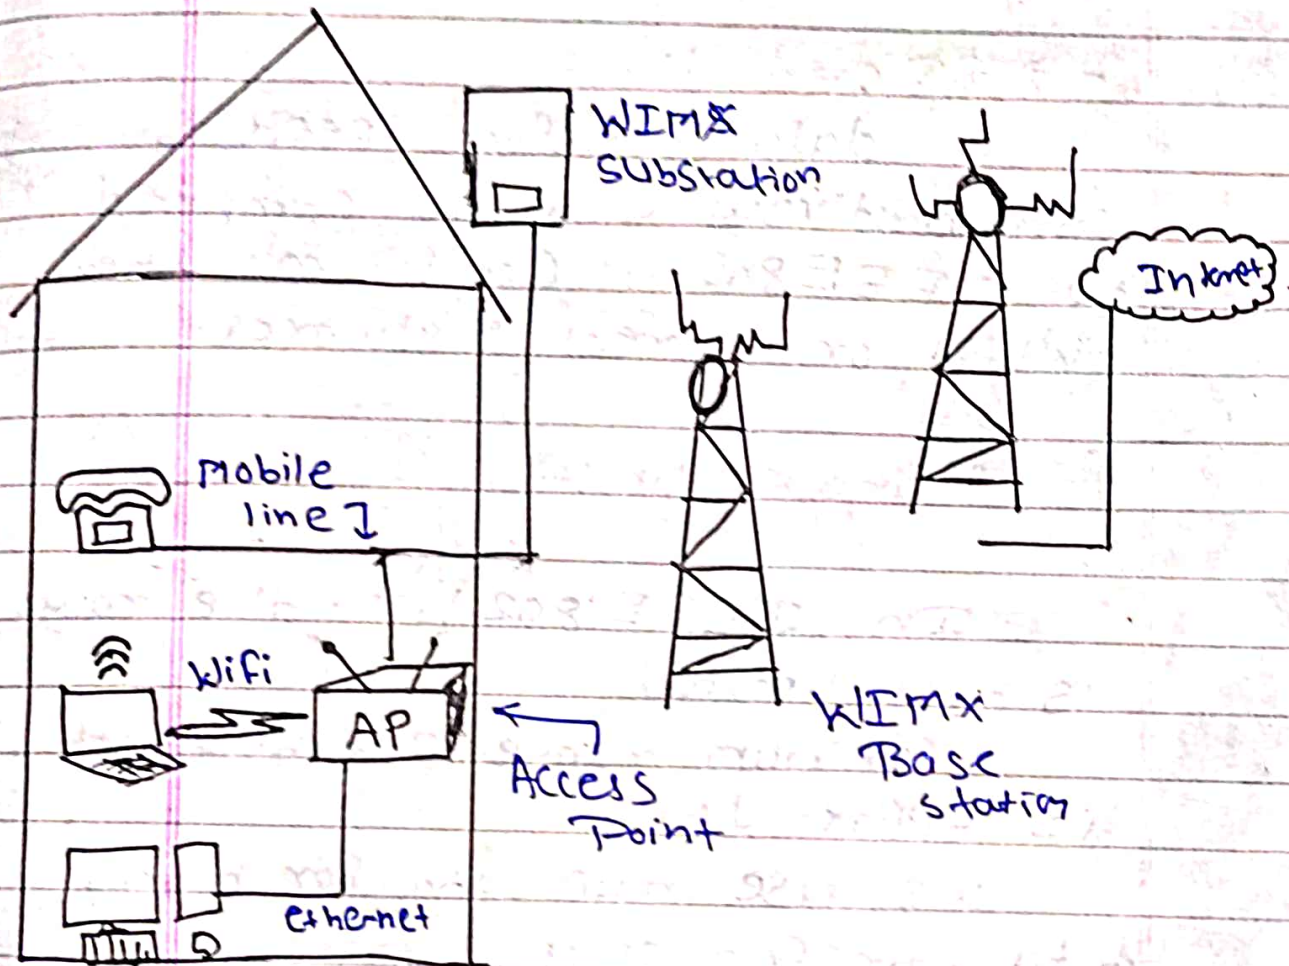 WIMX
Substation
Internet
Mobile
line
Wifi
AP
Access
Point
WIMX
Base
station
ethernet